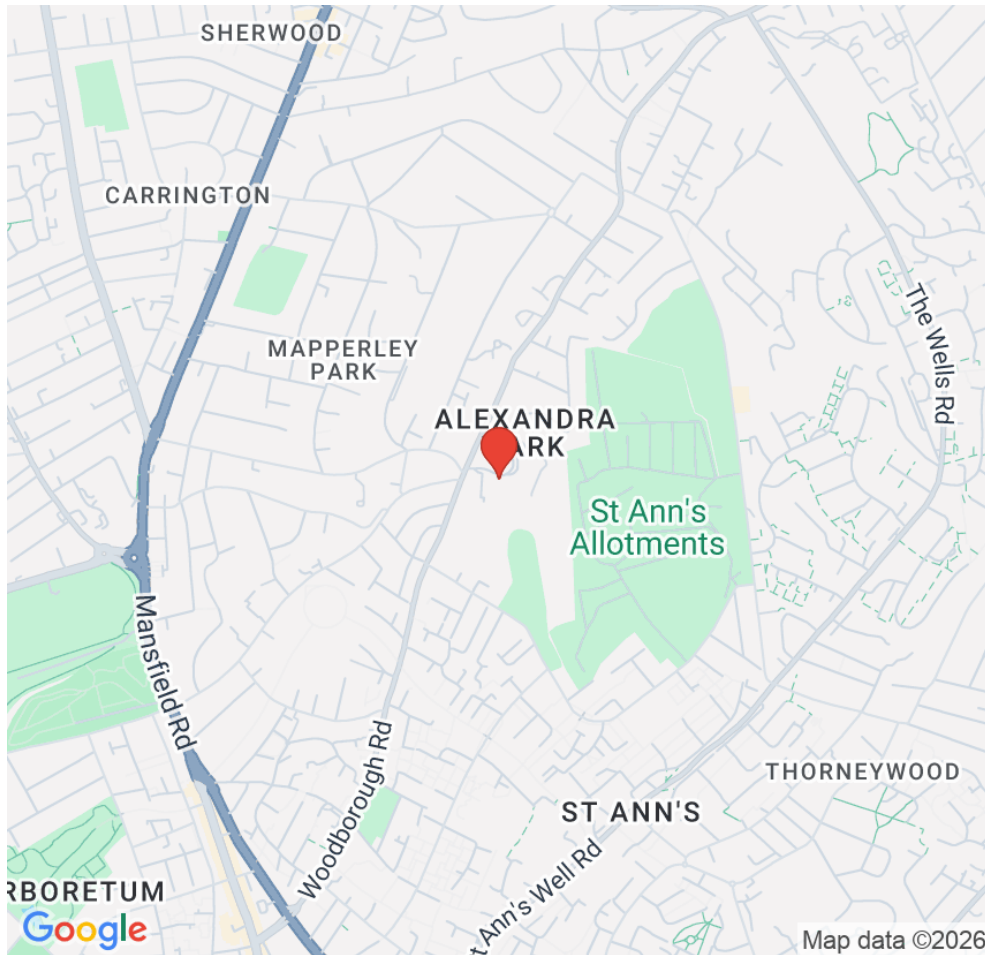 SHERWOOD
CARRINGTON
MAPPERLEY
PARK
The Wells Rd
ALEXANDRA
ARK
St Ann's
Allotments
Mansfield Rd
Woodborough Rd
THORNEYWOOD
ST ANN'S
t Ann's Well Rd
RBORETUM
Google
Map data ©2026